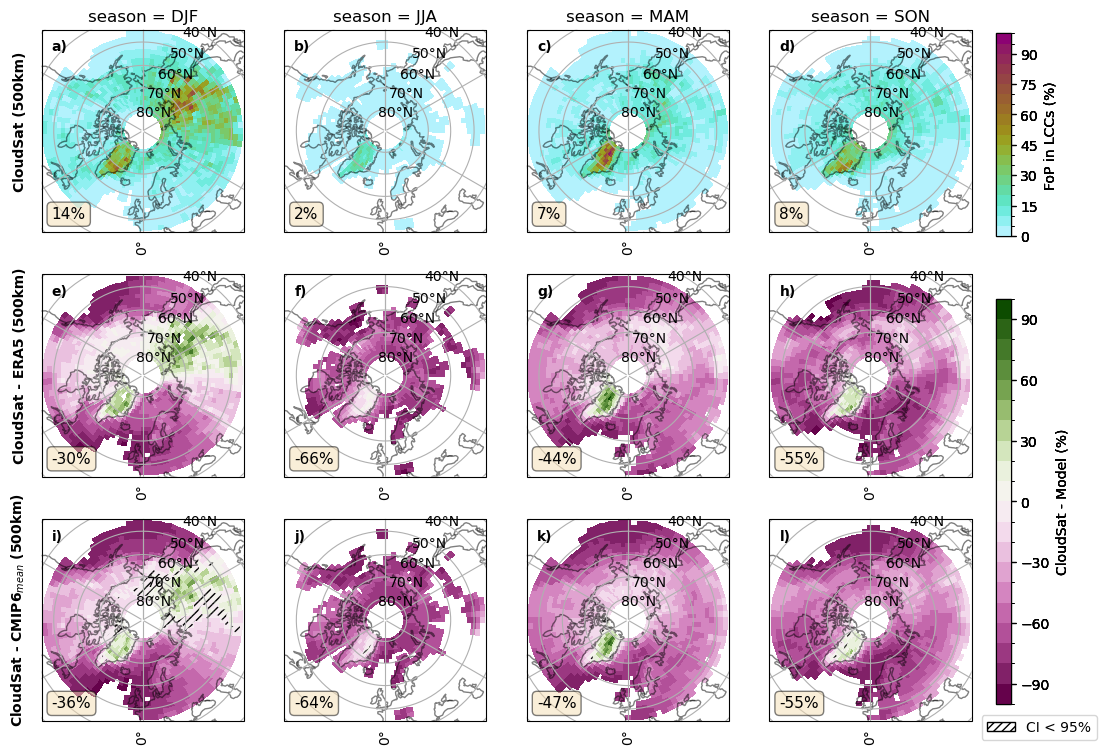 season = DJF
season = JJA
season = MAM
season = SON
CloudSat (500km)
a)
40°N
50°N
60°N
70°N
80°N
14%
0°
b)
40°N
50°N
60°N
70°N
80°N
2%
0°
c)
40°N
50°N
60°N
70°N
80°N
7%
0°
d)
40°N
50°N
60°N
70°N
80°N
8%
0°
90
75
60
45
30
15
0
FoP in LCCs (%)
CloudSat - ERA5 (500km)
e)
40°N
50°N
60°N
70°N
80°N
-30%
0°
f)
40°N
50°N
60°N
70°N
80°N
-66%
0°
g)
40°N
50°N
60°N
70°N
80°N
-44%
0°
h)
40°N
50°N
60°N
70°N
80°N
-55%
0°
CloudSat - CMIP6mean (500km)
i)
40°N
50°N
60°N
70°N
80°N
-36%
0°
j)
40°N
50°N
60°N
70°N
80°N
-64%
0°
k)
40°N
50°N
60°N
70°N
80°N
-47%
0°
l)
40°N
50°N
60°N
70°N
80°N
-55%
0°
90
60
30
0
−30
−60
−90
CloudSat - Model (%)
CI < 95%